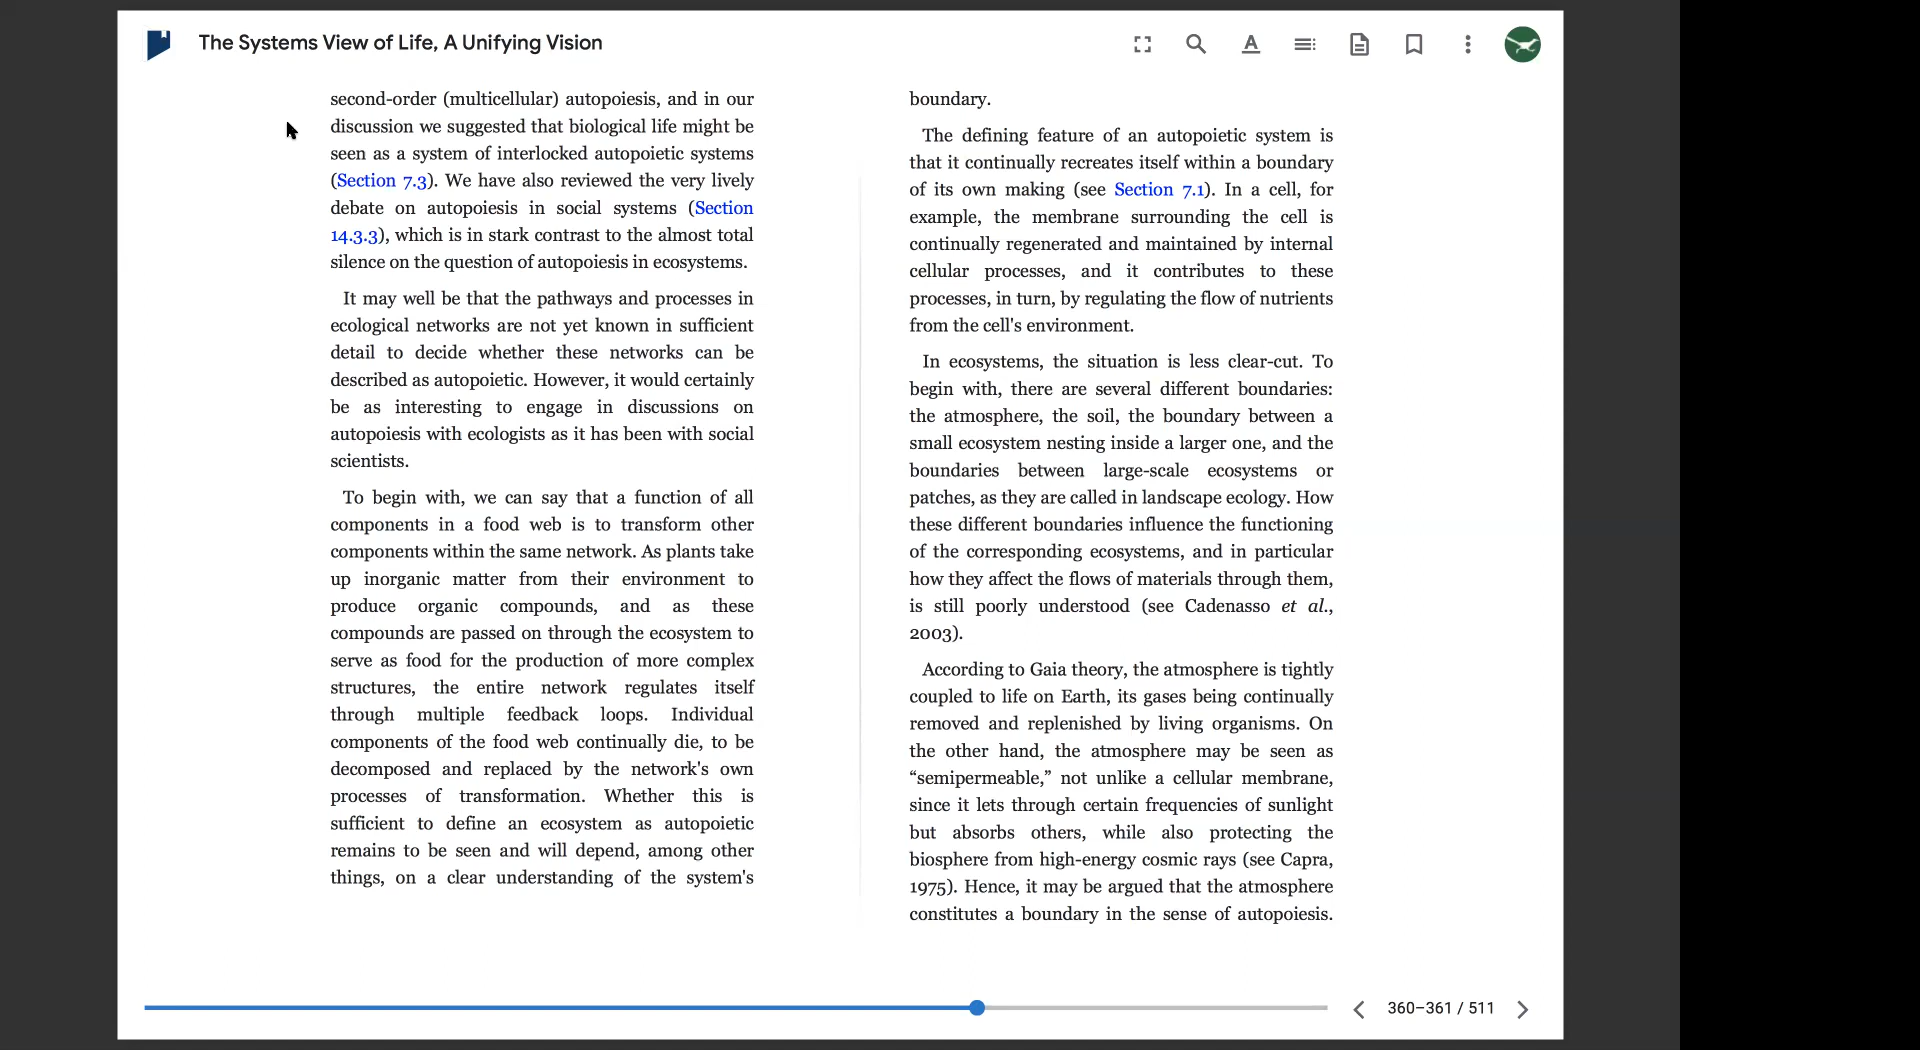 The Systems View of Life, A Unifying Vision
second-order (multicellular) autopoiesis, and in our
discussion we suggested that biological life might be
seen as a system of interlocked autopoietic systems
(Section 7.3). We have also reviewed the very lively
debate on autopoiesis in social systems (Section
14.3.3), which is in stark contrast to the almost total
silence on the question of autopoiesis in ecosystems.
It may well be that the pathways and processes in
ecological networks are not yet known in sufficient
detail to decide whether these networks can be
described as autopoietic. However, it would certainly
be as interesting to engage in discussions on
autopoiesis with ecologists as it has been with social
scientists.
To begin with, we can say that a function of all
components in a food web is to transform other
components within the same network. As plants take
up inorganic matter from their environment to
produce organic compounds, and as these
compounds are passed on through the ecosystem to
serve as food for the production of more complex
structures, the entire network regulates itself
through multiple feedback loops. Individual
components of the food web continually die, to be
decomposed and replaced by the network's own
processes of transformation. Whether this is
sufficient to define an ecosystem as autopoietic
remains to be seen and will depend, among other
things, on a clear understanding of the system's
boundary.
The defining feature of an autopoietic system is
that it continually recreates itself within a boundary
of its own making (see Section 7.1). In a cell, for
example, the membrane surrounding the cell is
continually regenerated and maintained by internal
cellular processes, and it contributes to these
processes, in turn, by regulating the flow of nutrients
from the cell's environment.
In ecosystems, the situation is less clear-cut. To
begin with, there are several different boundaries:
the atmosphere, the soil, the boundary between a
small ecosystem nesting inside a larger one, and the
boundaries between large-scale ecosystems or
patches, as they are called in landscape ecology. How
these different boundaries influence the functioning
of the corresponding ecosystems, and in particular
how they affect the flows of materials through them,
is still poorly understood (see Cadenasso et al.,
2003).
According to Gaia theory, the atmosphere is tightly
coupled to life on Earth, its gases being continually
removed and replenished by living organisms. On
the other hand, the atmosphere may be seen as
“semipermeable,” not unlike a cellular membrane,
since it lets through certain frequencies of sunlight
but absorbs others, while also protecting the
biosphere from high-energy cosmic rays (see Capra,
1975). Hence, it may be argued that the atmosphere
constitutes a boundary in the sense of autopoiesis.
360–361 / 511